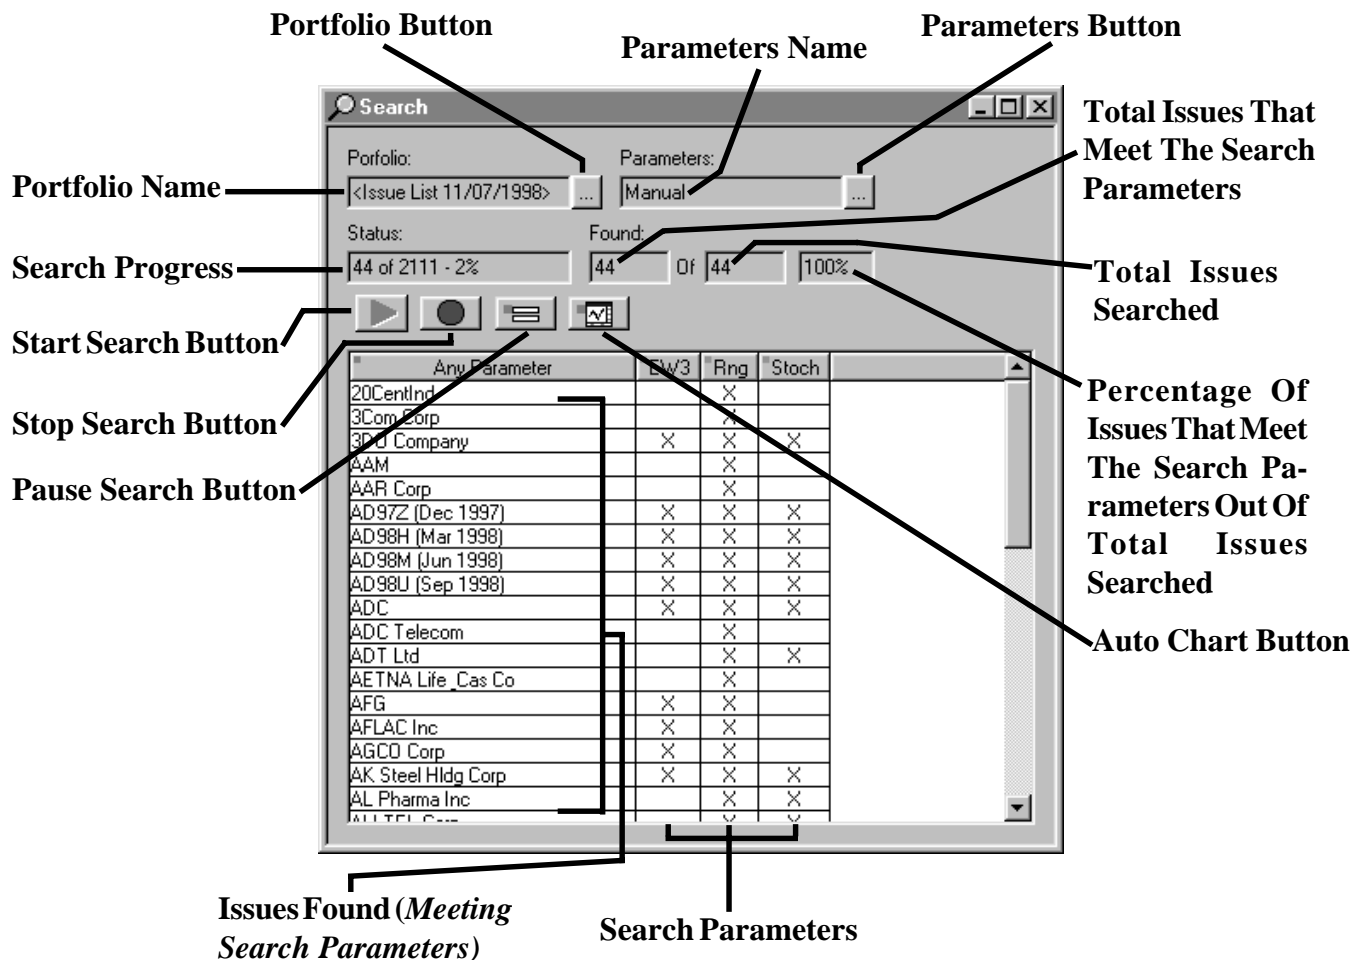 Portfolio Button
Parameters Name
Parameters Button
Search
Total Issues That
Meet The Search
Parameters
Porfolio:
Parameters:
Portfolio Name
<Issue List 11/07/1998>
...
Manual
...
Status:
Found:
Search Progress
44 of 2111 - 2%
44 Of 44 100%
Total Issues
Searched
Start Search Button
Any Parameter EW3 Rng Stoch
20CentInd X
3Com Corp X
3DO Company X X X
AAM X
AAR Corp X
AD97Z (Dec 1997) X X X
AD98H (Mar 1998) X X X
AD98M (Jun 1998) X X X
AD98U (Sep 1998) X X X
ADC X X X
ADC Telecom X
ADT Ltd X X
AETNA Life_Cas Co X
AFG X X
AFLAC Inc X X
AGCO Corp X X
AK Steel Hldg Corp X X X
AL Pharma Inc X X
ALLTEL Corp X X
Stop Search Button
Pause Search Button
Percentage Of
Issues That Meet
The Search Pa-
rameters Out Of
Total Issues
Searched
Auto Chart Button
Issues Found (Meeting
Search Parameters)
Search Parameters